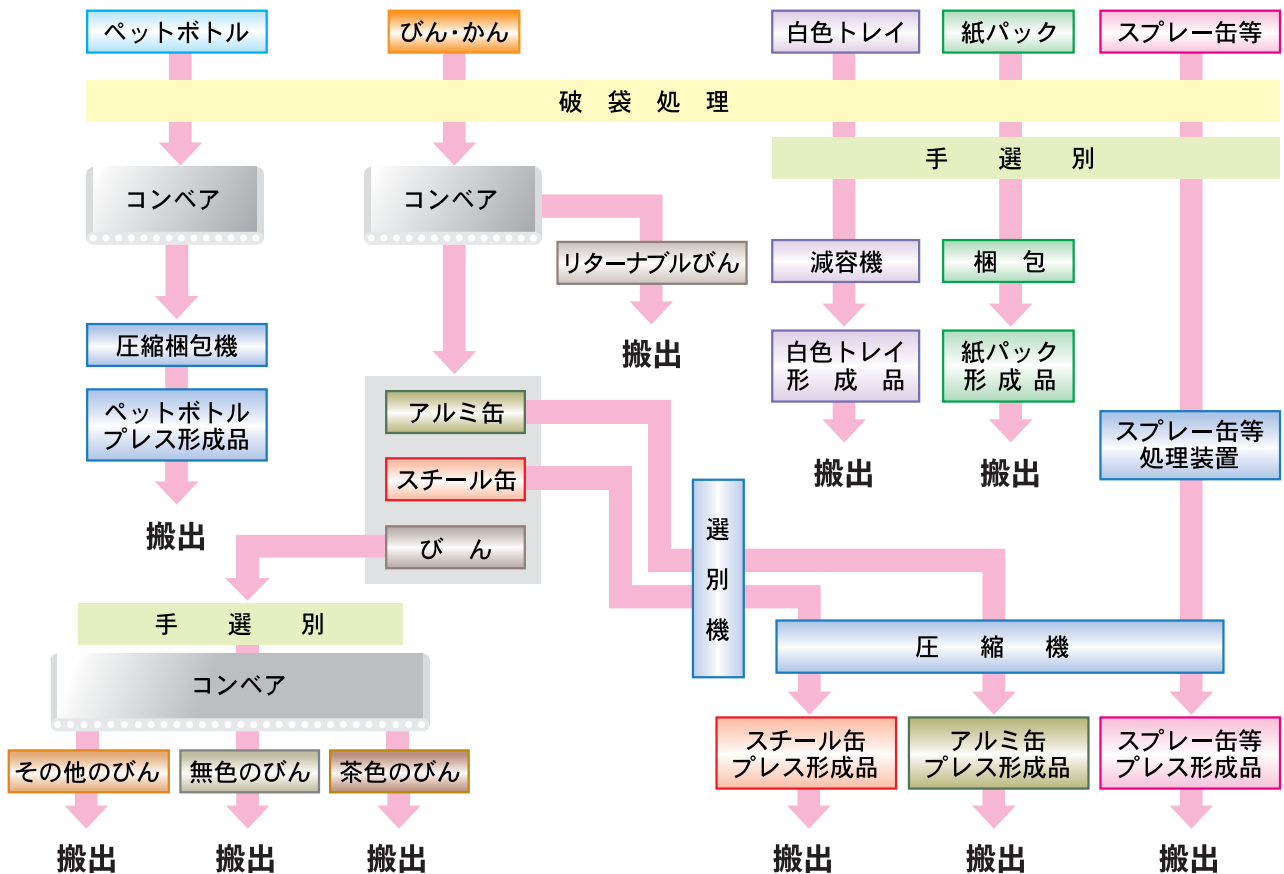 ペットボトル
びん・かん
白色トレイ
紙パック
スプレー缶等
破袋処理
手選別
コンベア
コンベア
リターナブルびん
搬出
減容機
梱包
圧縮梱包機
白色トレイ
形成品
搬出
紙パック
形成品
搬出
ペットボトル
プレス形成品
搬出
アルミ缶
スチール缶
びん
スプレー缶等
処理装置
選別機
手選別
コンベア
圧縮機
その他のびん
搬出
無色のびん
搬出
茶色のびん
搬出
スチール缶
プレス形成品
搬出
アルミ缶
プレス形成品
搬出
スプレー缶等
プレス形成品
搬出